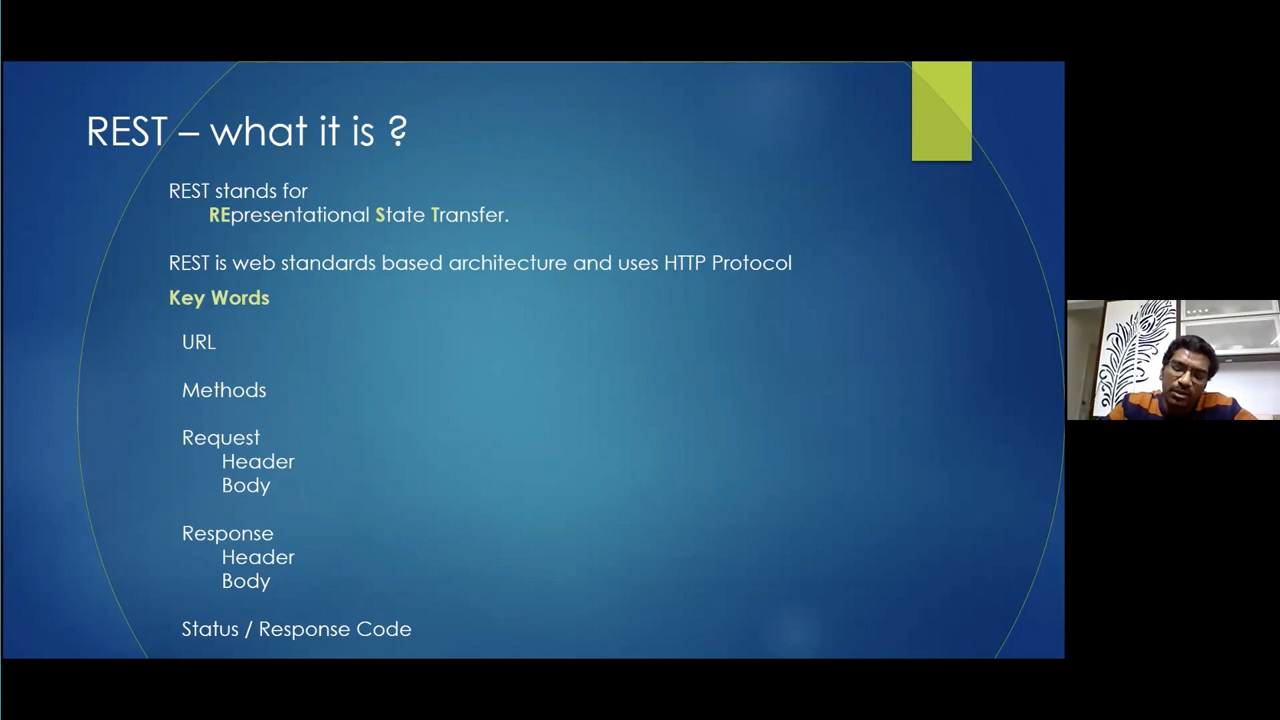 REST – what it is ?
REST stands for
REpresentational State Transfer.
REST is web standards based architecture and uses HTTP Protocol
Key Words
URL
Methods
Request
Header
Body
Response
Header
Body
Status / Response Code